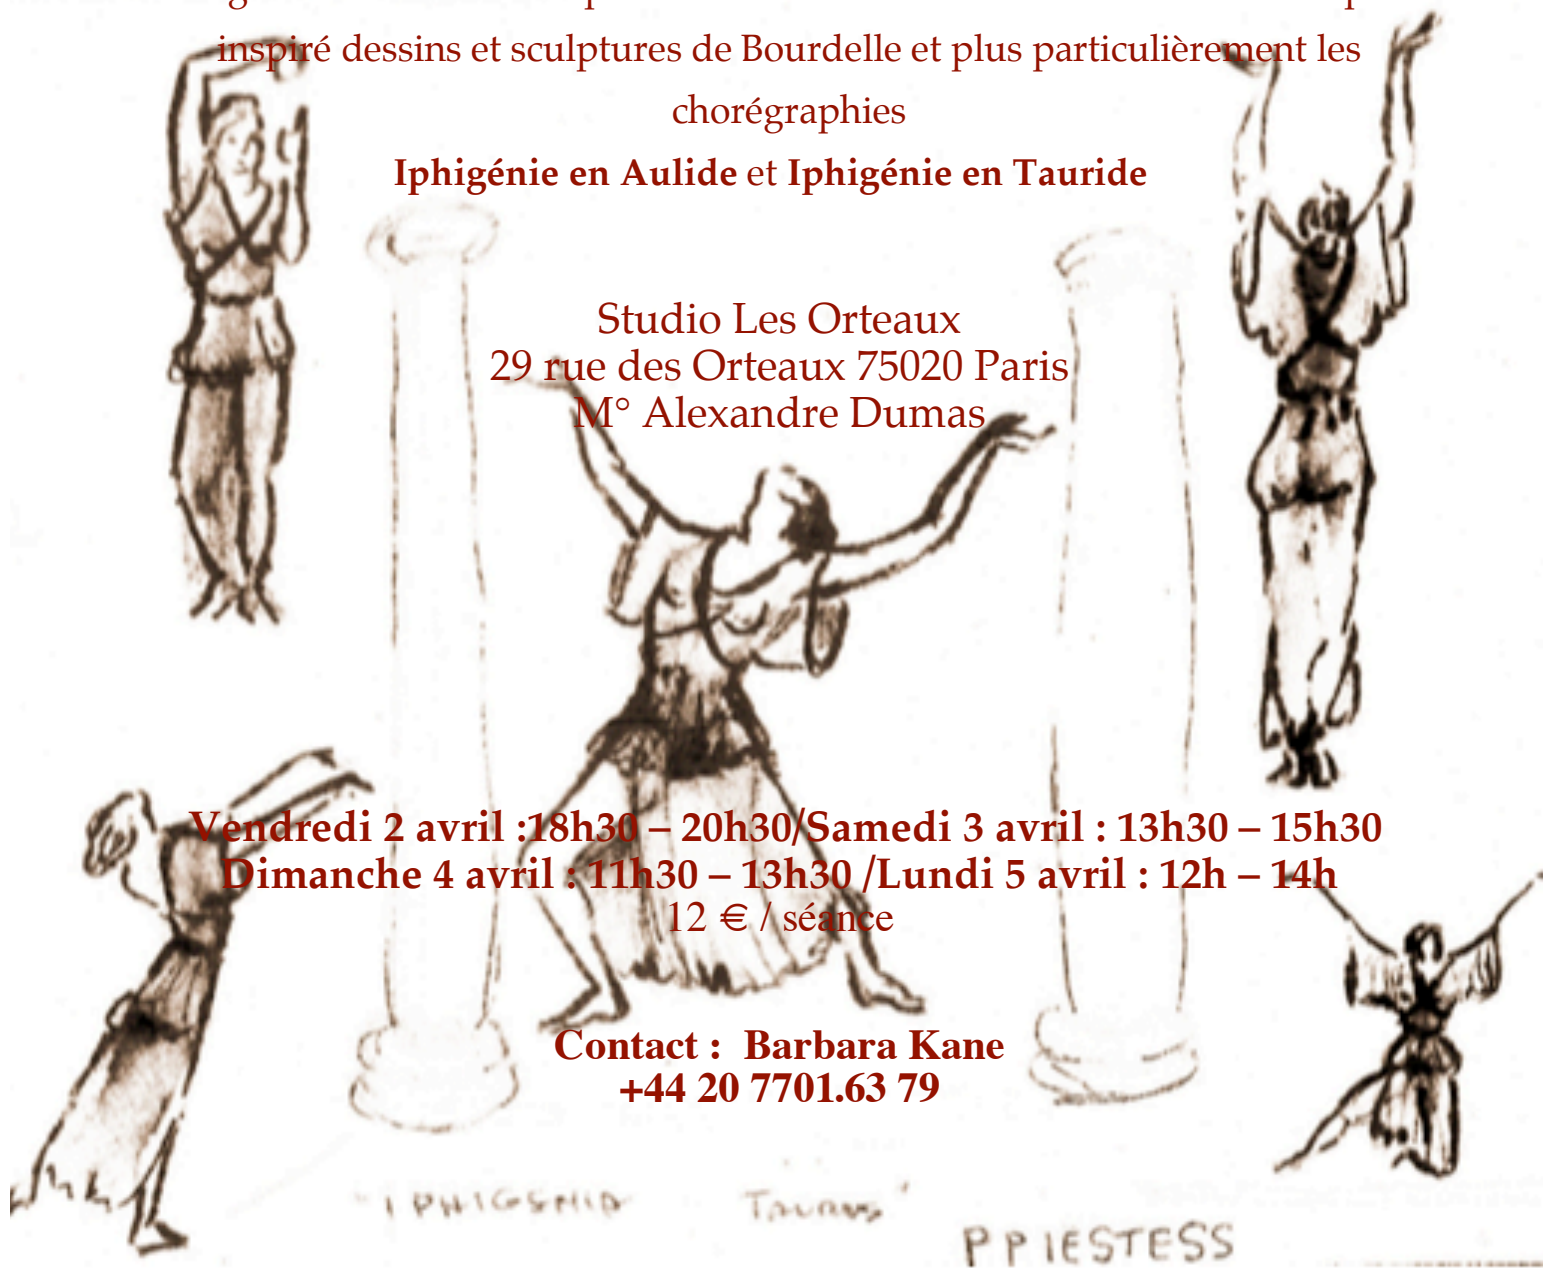 inspiré dessins et sculptures de Bourdelle et plus particulièrement les
chorégraphies
Iphigénie en Aulide et Iphigénie en Tauride
Studio Les Orteaux
29 rue des Orteaux 75020 Paris
M° Alexandre Dumas
Vendredi 2 avril :18h30 – 20h30/Samedi 3 avril : 13h30 – 15h30
Dimanche 4 avril : 11h30 – 13h30 /Lundi 5 avril : 12h – 14h
12 € / séance
Contact :  Barbara Kane
+44 20 7701.63 79
PPIESTESS